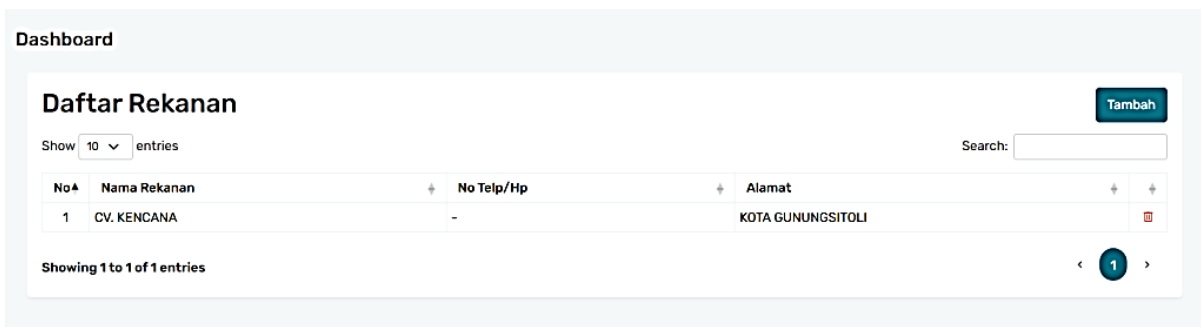 Dashboard
Daftar Rekanan
Tambah
Show 10 entries
Search:
No Nama Rekanan No Telp/Hp Alamat
1 CV. KENCANA - KOTA GUNUNGSITOLI
Showing 1 to 1 of 1 entries
‹ 1 ›